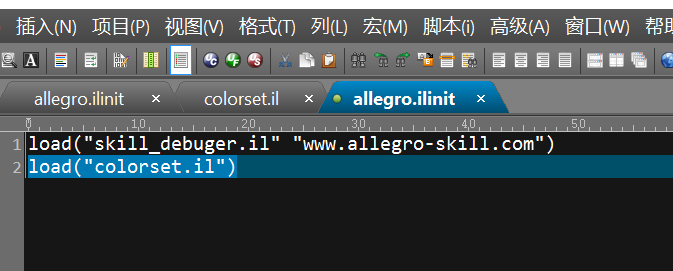 插入(N) 项目(P) 视图(V) 格式(T) 列(L) 宏(M) 脚本(i) 高级(A) 窗口(W) 帮助
allegro.ilinit × colorset.il × allegro.ilinit ×
0 10 20 30 40 50
1 load("skill_debuger.il" "www.allegro-skill.com")
2 load("colorset.il")